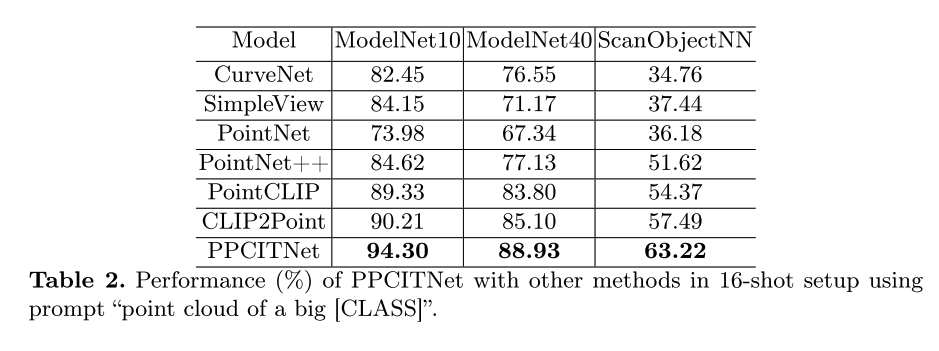 Model ModelNet10 ModelNet40 ScanObjectNN
CurveNet 82.45 76.55 34.76
SimpleView 84.15 71.17 37.44
PointNet 73.98 67.34 36.18
PointNet++ 84.62 77.13 51.62
PointCLIP 89.33 83.80 54.37
CLIP2Point 90.21 85.10 57.49
PPCITNet 94.30 88.93 63.22
Table 2. Performance (%) of PPCITNet with other methods in 16-shot setup using
prompt “point cloud of a big [CLASS]”.